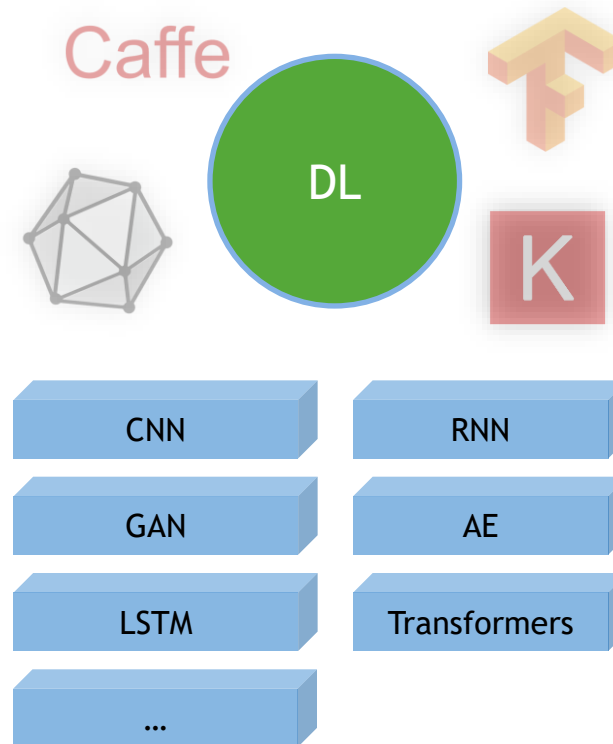 Caffe
DL
K
CNN
RNN
GAN
AE
LSTM
Transformers
…